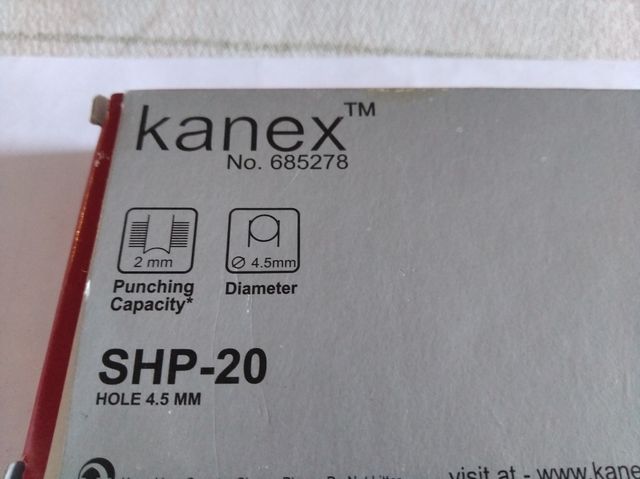 kanex™
No. 685278
2 mm
Ø 4.5mm
Punching
Capacity*
Diameter
SHP-20
HOLE 4.5 MM
visit at - www.kane